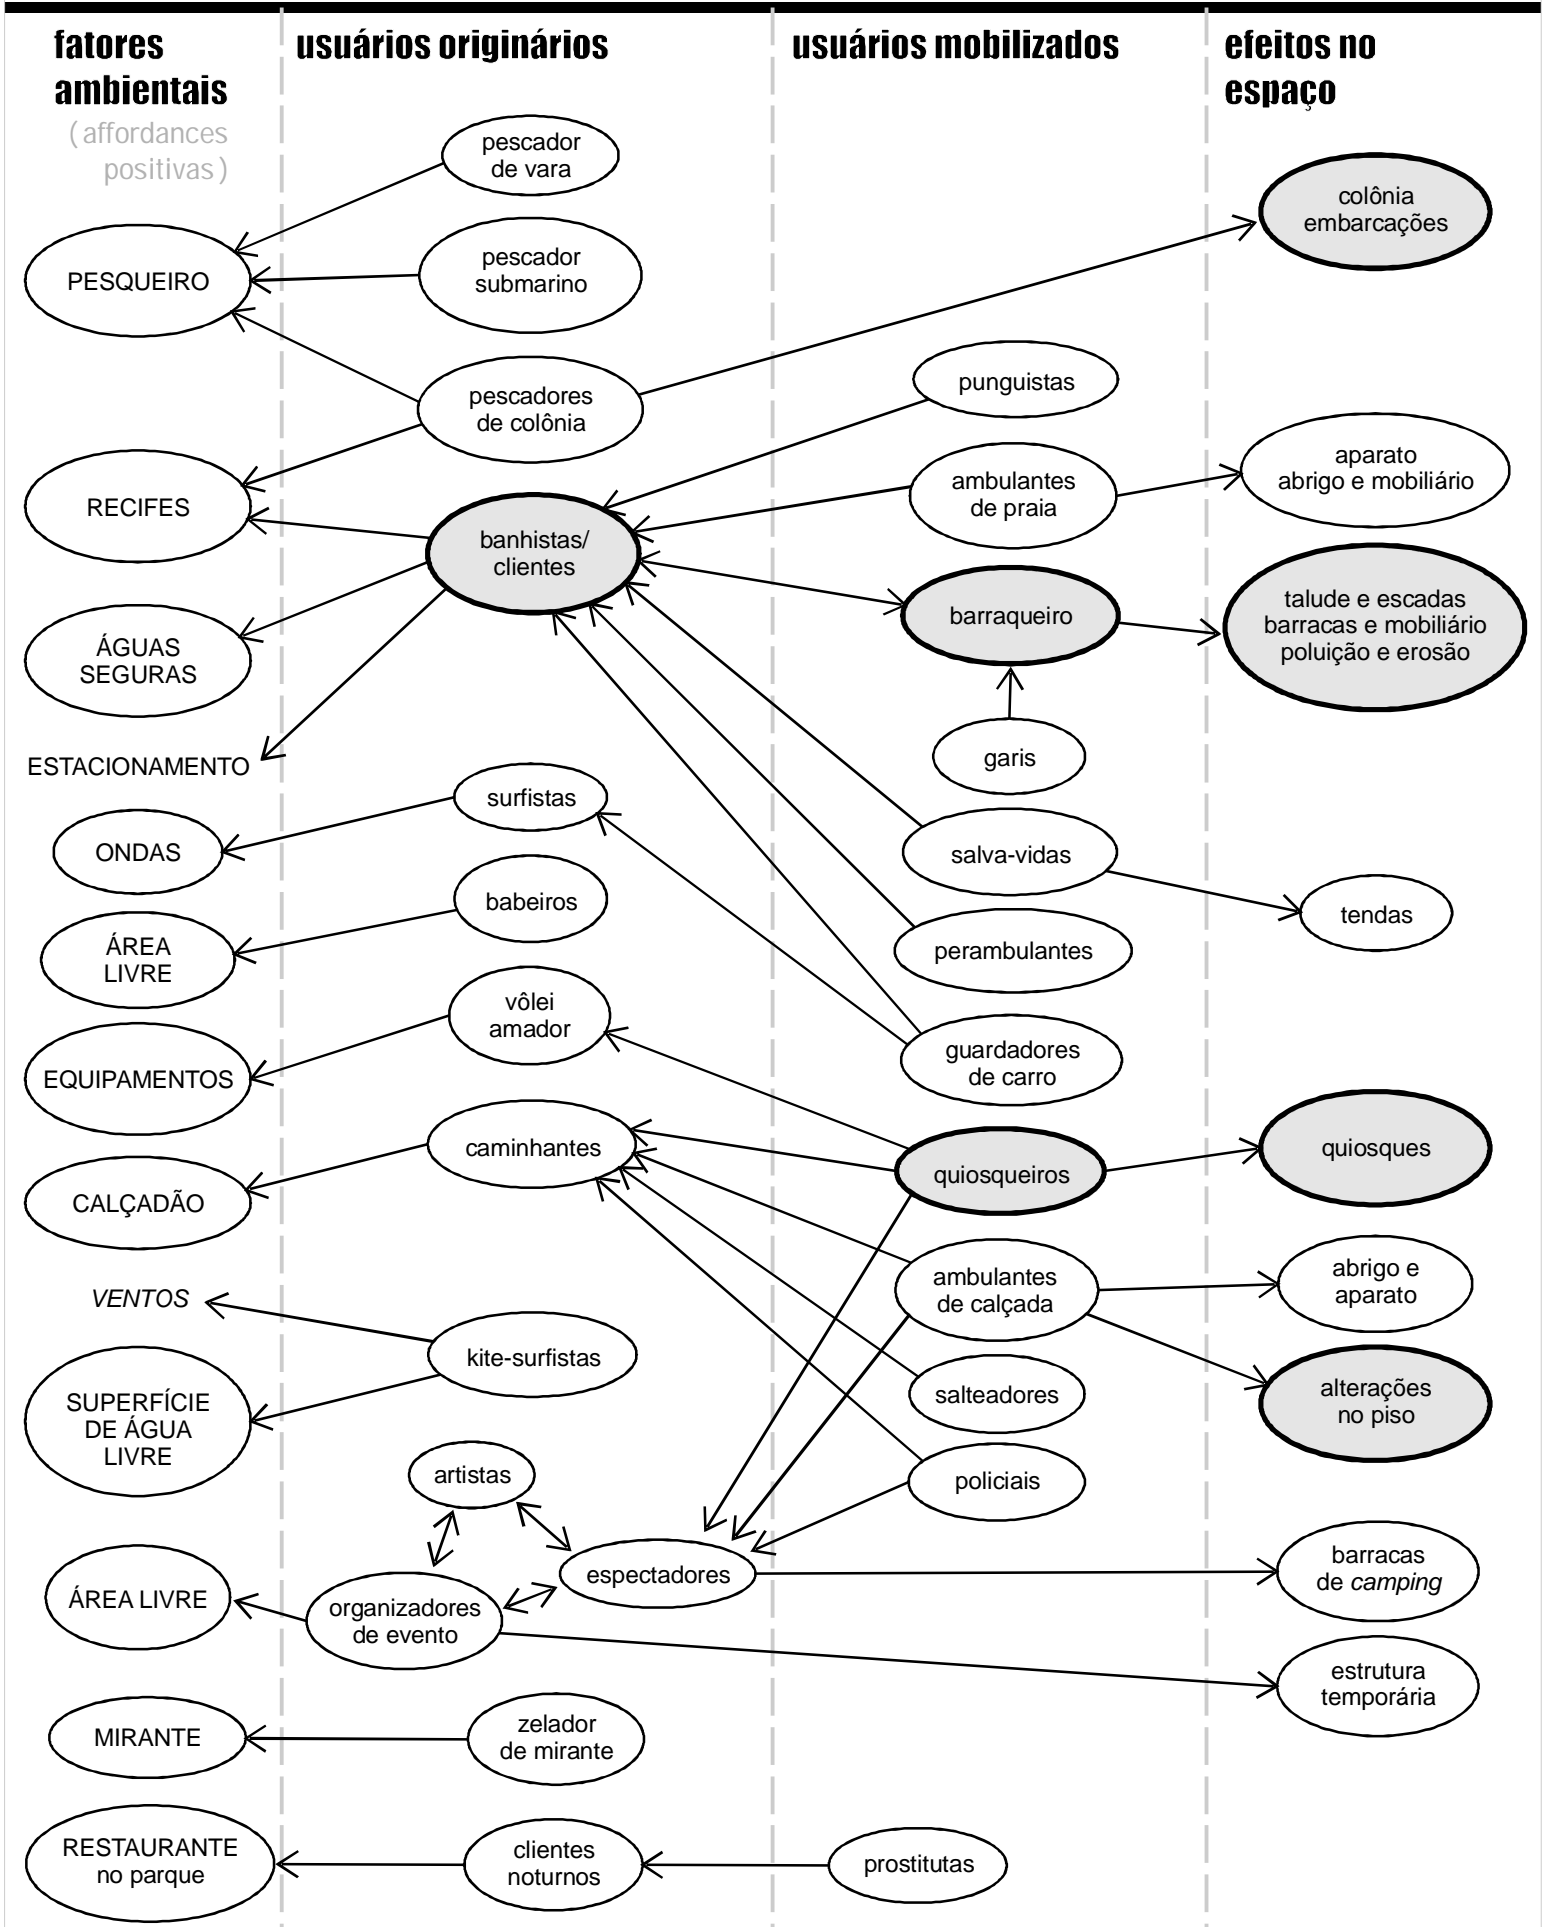 fatores
ambientais
(affordances
positivas)
usuários originários
usuários mobilizados
efeitos no
espaço
PESQUEIRO
RECIFES
ÁGUAS
SEGURAS
ESTACIONAMENTO
ONDAS
ÁREA
LIVRE
EQUIPAMENTOS
CALÇADÃO
VENTOS
SUPERFÍCIE
DE ÁGUA
LIVRE
ÁREA LIVRE
MIRANTE
RESTAURANTE
no parque
pescador
de vara
pescador
submarino
pescadores
de colônia
banhistas/
clientes
surfistas
babeiros
vôlei
amador
caminhantes
kite-surfistas
artistas
espectadores
organizadores
de evento
zelador
de mirante
clientes
noturnos
punguistas
ambulantes
de praia
barraqueiro
garis
salva-vidas
perambulantes
guardadores
de carro
quiosqueiros
ambulantes
de calçada
salteadores
policiais
prostitutas
colônia
embarcações
aparato
abrigo e mobiliário
talude e escadas
barracas e mobiliário
poluição e erosão
tendas
quiosques
abrigo e
aparato
alterações
no piso
barracas
de camping
estrutura
temporária